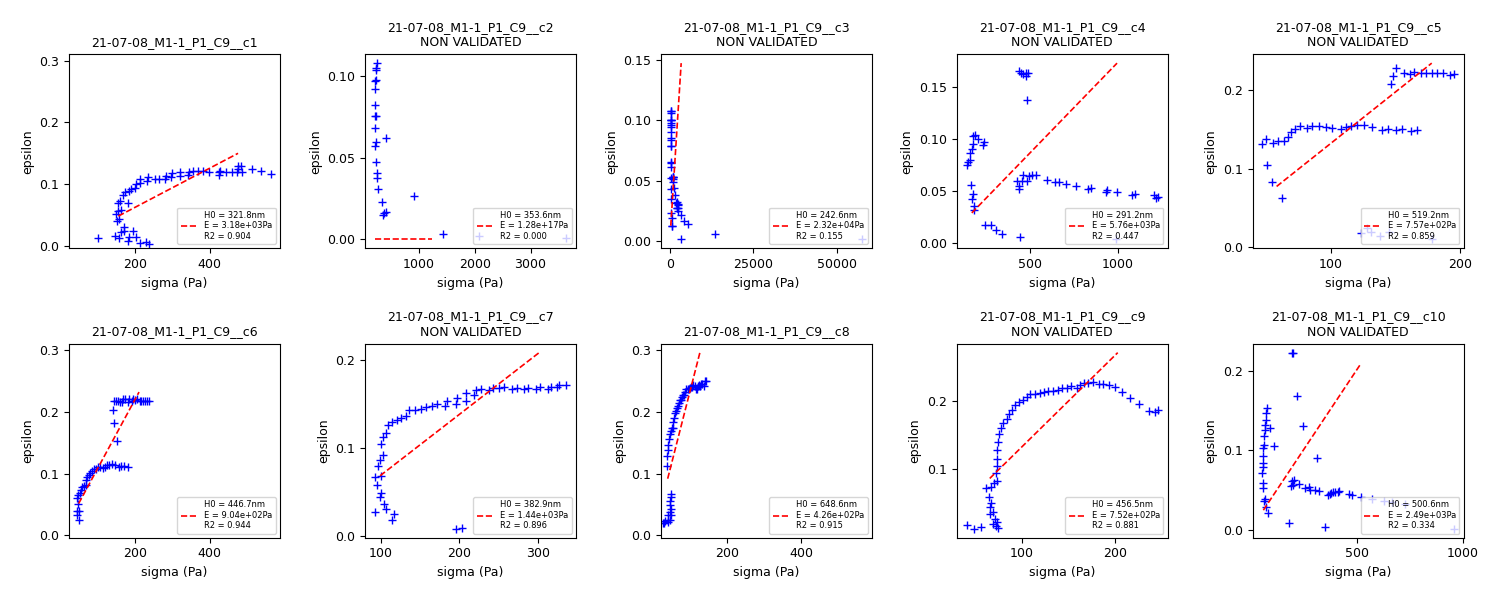 21-07-08_M1-1_P1_C9__c1
0.3
0.2
0.1
0.0
epsilon
200
400
sigma (Pa)
H0 = 321.8nm
E = 3.18e+03Pa
R2 = 0.904
21-07-08_M1-1_P1_C9__c2
NON VALIDATED
0.10
0.05
0.00
epsilon
1000
2000
3000
sigma (Pa)
H0 = 353.6nm
E = 1.28e+17Pa
R2 = 0.000
21-07-08_M1-1_P1_C9__c3
NON VALIDATED
0.15
0.10
0.05
0.00
epsilon
0
25000
50000
sigma (Pa)
H0 = 242.6nm
E = 2.32e+04Pa
R2 = 0.155
21-07-08_M1-1_P1_C9__c4
NON VALIDATED
0.15
0.10
0.05
0.00
epsilon
500
1000
sigma (Pa)
H0 = 291.2nm
E = 5.76e+03Pa
R2 = 0.447
21-07-08_M1-1_P1_C9__c5
NON VALIDATED
0.2
0.1
0.0
epsilon
100
200
sigma (Pa)
H0 = 519.2nm
E = 7.57e+02Pa
R2 = 0.859
21-07-08_M1-1_P1_C9__c6
0.3
0.2
0.1
0.0
epsilon
200
400
sigma (Pa)
H0 = 446.7nm
E = 9.04e+02Pa
R2 = 0.944
21-07-08_M1-1_P1_C9__c7
NON VALIDATED
0.2
0.1
0.0
epsilon
100
200
300
sigma (Pa)
H0 = 382.9nm
E = 1.44e+03Pa
R2 = 0.896
21-07-08_M1-1_P1_C9__c8
0.3
0.2
0.1
0.0
epsilon
200
400
sigma (Pa)
H0 = 648.6nm
E = 4.26e+02Pa
R2 = 0.915
21-07-08_M1-1_P1_C9__c9
NON VALIDATED
0.2
0.1
epsilon
100
200
sigma (Pa)
H0 = 456.5nm
E = 7.52e+02Pa
R2 = 0.881
21-07-08_M1-1_P1_C9__c10
NON VALIDATED
0.2
0.1
0.0
epsilon
500
1000
sigma (Pa)
H0 = 500.6nm
E = 2.49e+03Pa
R2 = 0.334